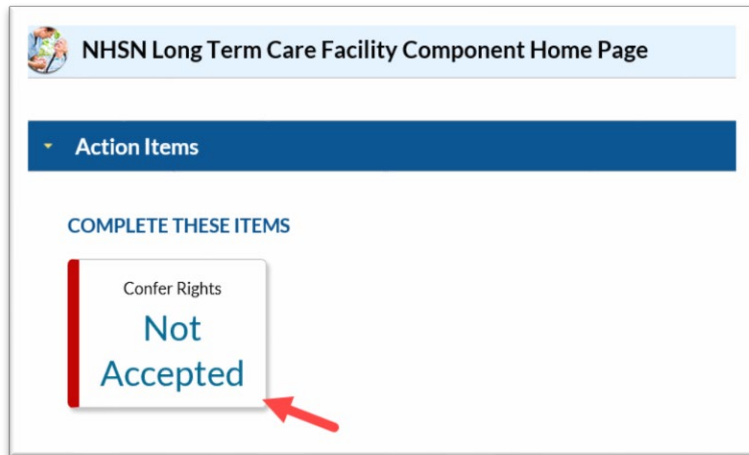 NHSN Long Term Care Facility Component Home Page
Action Items
COMPLETE THESE ITEMS
Confer Rights
Not
Accepted